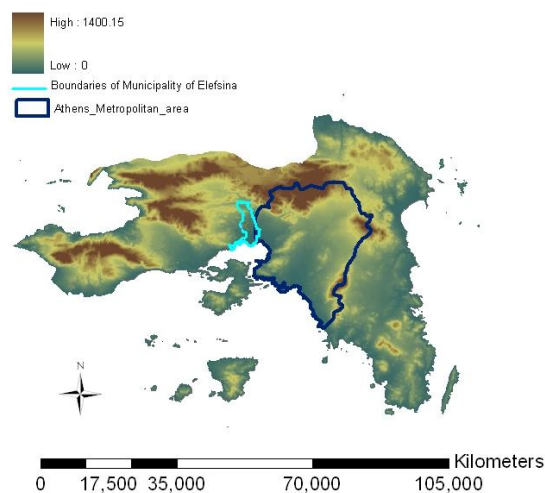 High : 1400.15
Low : 0
Boundaries of Municipality of Elefsina
Athens_Metropolitan_area
N
Kilometers
0 17,500 35,000 70,000 105,000